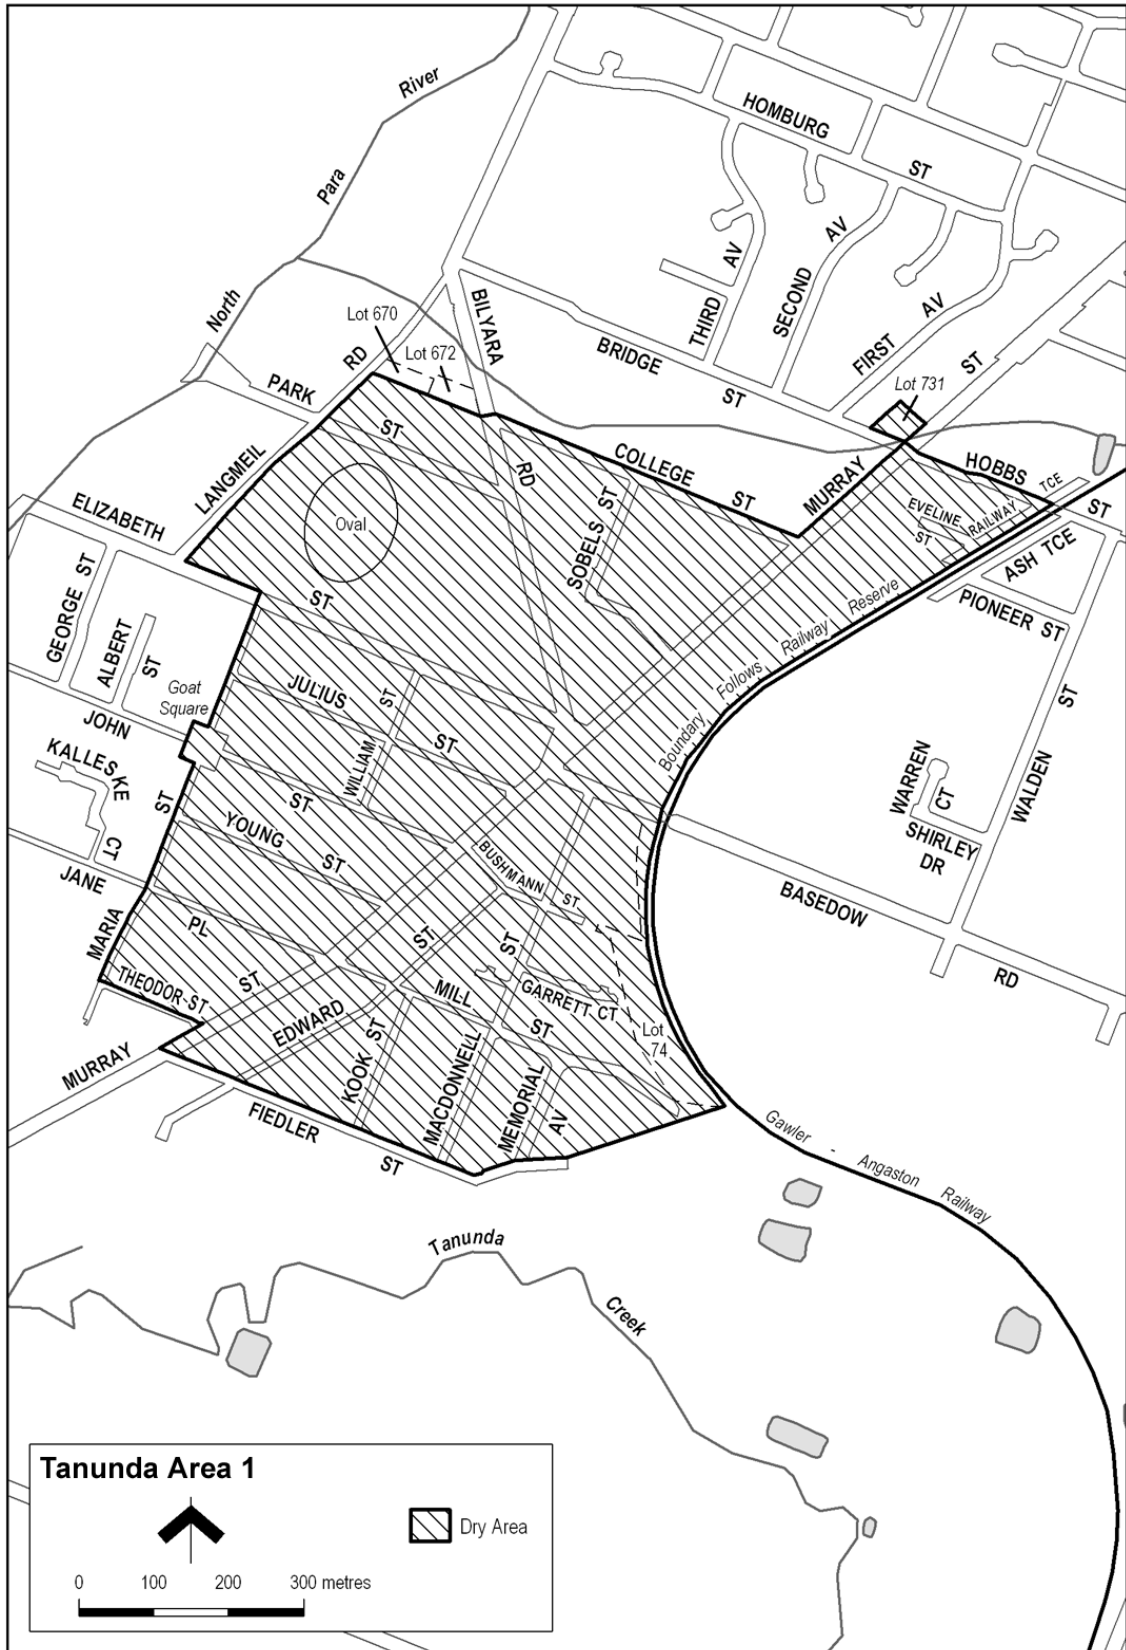 River
Para
North
HOMBURG
ST
AV
AV
SECOND
THIRD
AV
FIRST
ST
BILYARA
BRIDGE
ST
Lot 670
Lot 672
RD
PARK
Lot 731
ST
COLLEGE
ST
MURRAY
HOBBS
TCE
ST
RD
LANGMEIL
Oval
SOBELS ST
EVELINE
ST
RAILWAY
ASH TCE
ELIZABETH
ST
PIONEER ST
GEORGE ST
ALBERT
ST
Goat
Square
JOHN
JULIUS
ST
ST
WILLIAM
Boundary Follows Railway Reserve
WALDEN ST
KALLESKE
CT
ST
ST
YOUNG
ST
BUSHMANN
ST
WARREN
CT
SHIRLEY
DR
BASEDOW
RD
JANE
PL
MARIA
ST
ST
THEODOR ST
ST
EDWARD
MILL
ST
GARRETT CT
Lot
74
MURRAY
KOOK ST
MACDONNELL
MEMORIAL
AV
FIEDLER
ST
Gawler - Angaston Railway
Tanunda
Creek
Tanunda Area 1
Dry Area
0 100 200 300 metres